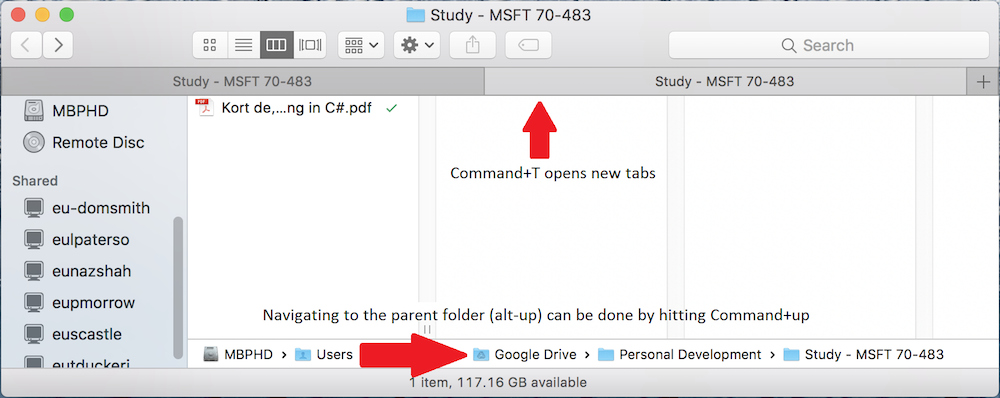 Study - MSFT 70-483
Search
Study - MSFT 70-483
Study - MSFT 70-483
MBPHD
Remote Disc
Shared
eu-domsmith
eulpaterso
eunazshah
eupmorrow
euscastle
eutduckeri
PDF
Kort de,...ng in C#.pdf
Command+T opens new tabs
Navigating to the parent folder (alt-up) can be done by hitting Command+up
MBPHD › Users Google Drive › Personal Development › Study - MSFT 70-483
1 item, 117.16 GB available